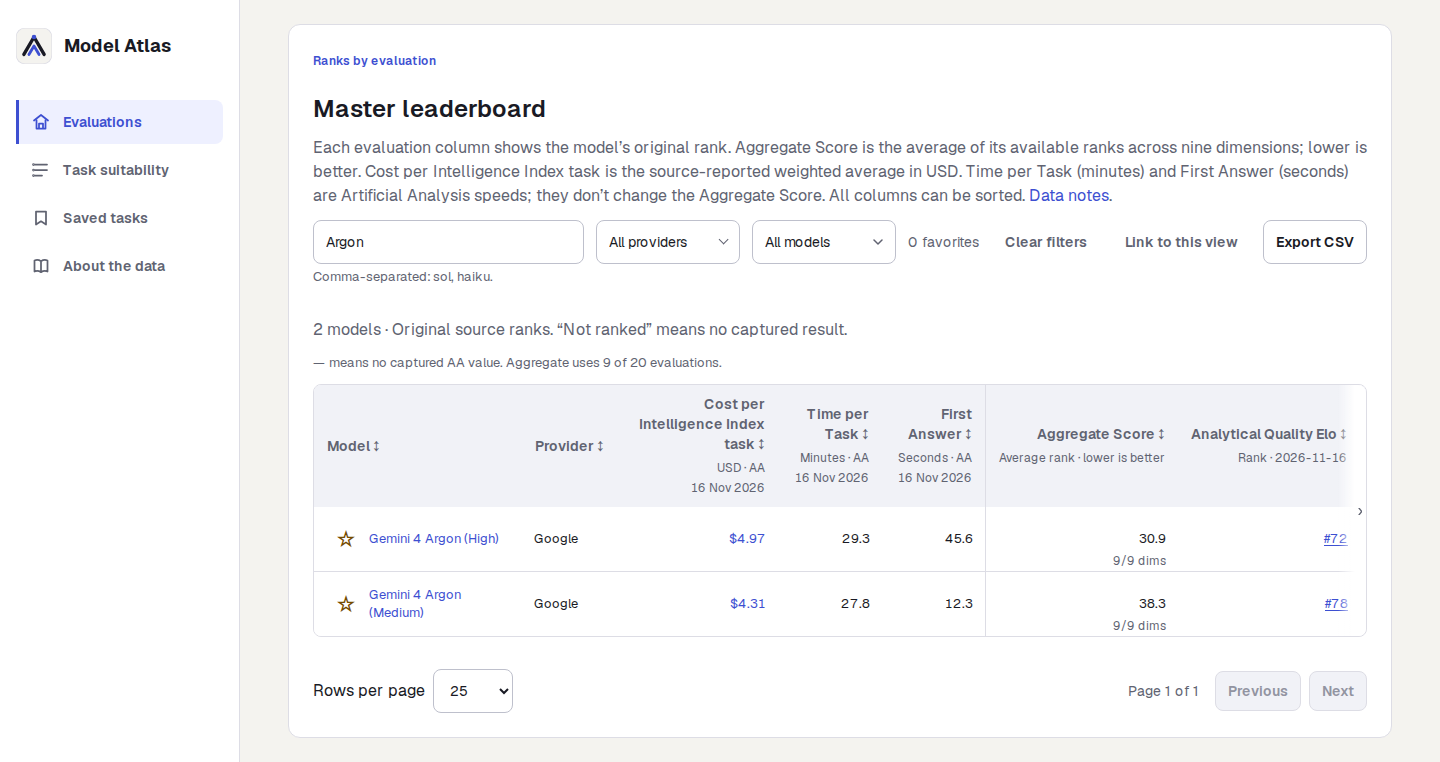 Model Atlas
Evaluations
Task suitability
Saved tasks
About the data
Ranks by evaluation
Master leaderboard
Each evaluation column shows the model’s original rank. Aggregate Score is the average of its available ranks across nine dimensions; lower is
better. Cost per Intelligence Index task is the source-reported weighted average in USD. Time per Task (minutes) and First Answer (seconds)
are Artificial Analysis speeds; they don’t change the Aggregate Score. All columns can be sorted. Data notes.
Argon
All providers
All models
0 favorites
Clear filters
Link to this view
Export CSV
Comma-separated: sol, haiku.
2 models · Original source ranks. “Not ranked” means no captured result.
— means no captured AA value. Aggregate uses 9 of 20 evaluations.
Model ↕
Provider ↕
Cost per
Intelligence Index
task ↕
USD · AA
16 Nov 2026
Time per
Task ↕
Minutes · AA
16 Nov 2026
First
Answer ↕
Seconds · AA
16 Nov 2026
Aggregate Score ↕
Average rank · lower is better
Analytical Quality Elo ↕
Rank · 2026-11-16
☆ Gemini 4 Argon (High)
Google
$4.97
29.3
45.6
30.9
9/9 dims
#72
☆ Gemini 4 Argon
(Medium)
Google
$4.31
27.8
12.3
38.3
9/9 dims
#78
Rows per page
25
Page 1 of 1
Previous
Next